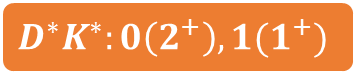 D*K*: 0(2⁺), 1(1⁺)